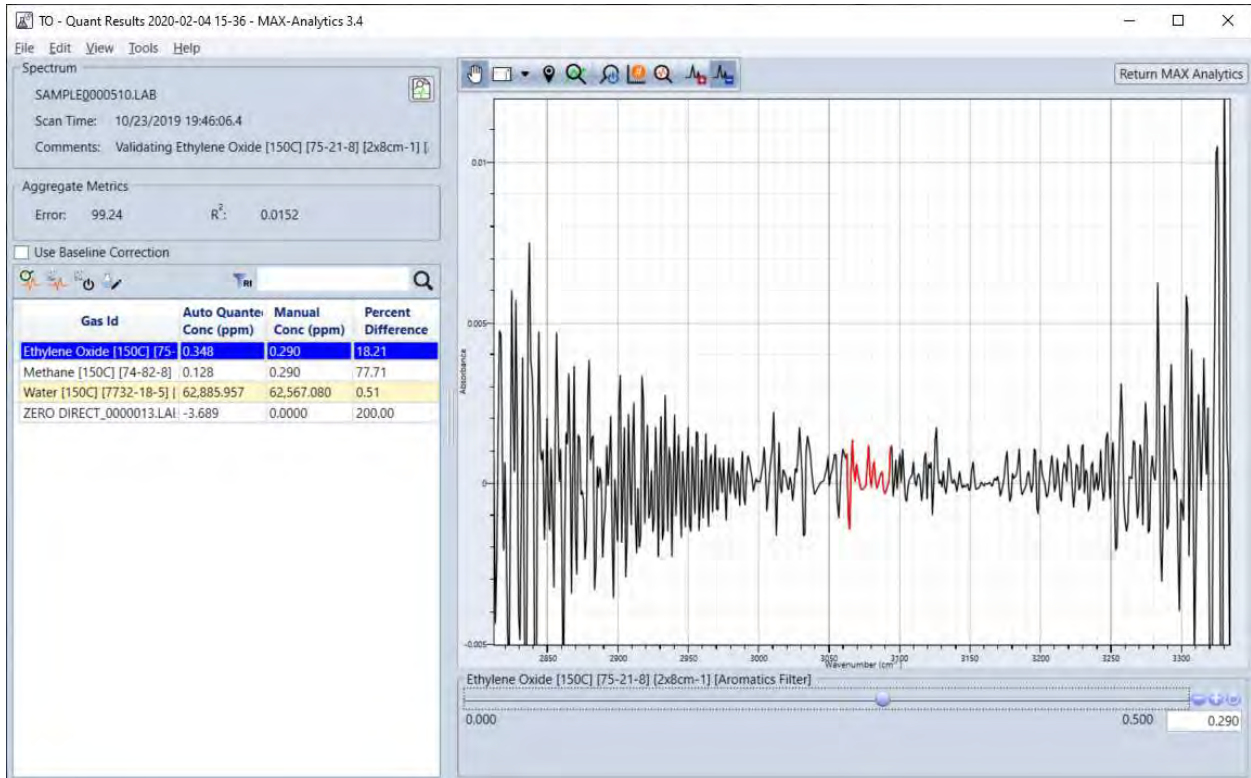 TO - Quant Results 2020-02-04 15-36 - MAX-Analytics 3.4
File Edit View Tools Help
Spectrum
SAMPLE0000510.LAB
Scan Time: 10/23/2019 19:46:06.4
Comments: Validating Ethylene Oxide [150C] [75-21-8] [2x8cm-1] [
Aggregate Metrics
Error: 99.24 R²: 0.0152
Use Baseline Correction
RI
Gas Id Auto Quante Conc (ppm) Manual Conc (ppm) Percent Difference
Ethylene Oxide [150C] [75- 0.348 0.290 18.21
Methane [150C] [74-82-8] 0.128 0.290 77.71
Water [150C] [7732-18-5] [ 62,885.957 62,567.080 0.51
ZERO DIRECT_0000013.LAI -3.689 0.0000 200.00
Return MAX Analytics
0.01
0.005
0
-0.005
Absorbance
2850 2900 2950 3000 3050 3100 3150 3200 3250 3300
Wavenumber (cm⁻¹)
Ethylene Oxide [150C] [75-21-8] [2x8cm-1] [Aromatics Filter]
0.000 0.500 0.290